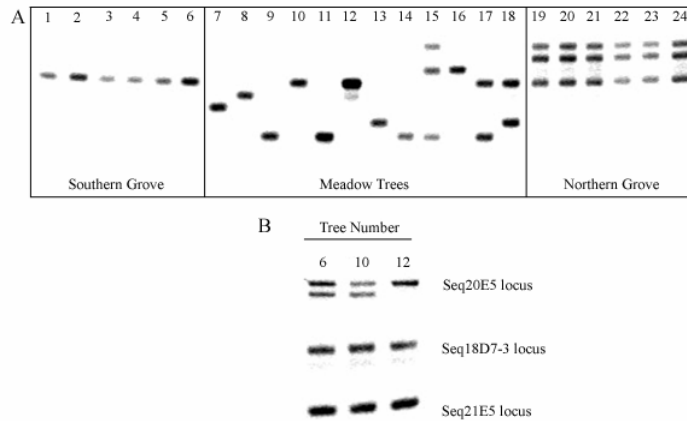 A
1 2 3 4 5 6 7 8 9 10 11 12 13 14 15 16 17 18 19 20 21 22 23 24
Southern Grove Meadow Trees Northern Grove
B
Tree Number
6 10 12
Seq20E5 locus
Seq18D7-3 locus
Seq21E5 locus